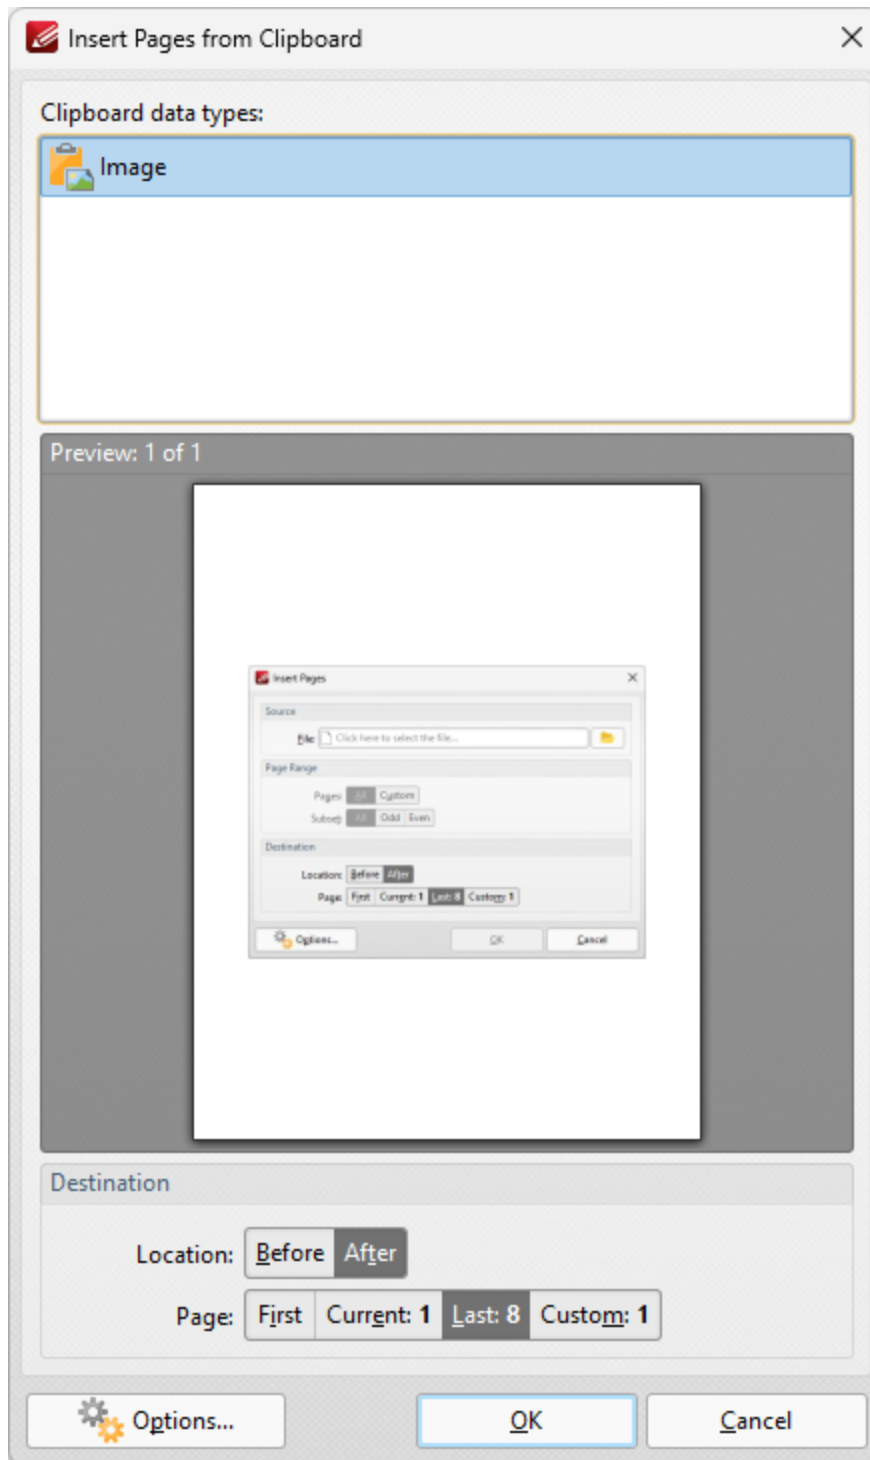 Insert Pages from Clipboard
Clipboard data types:
Image
Preview: 1 of 1
Insert Pages
Source
File: Click here to select the file...
Page Range
Pages: All Custom
Subset: All Odd Even
Destination
Location: Before After
Page: First Current: 1 Last: 8 Custom: 1
Options... OK Cancel
Destination
Location: Before After
Page: First Current: 1 Last: 8 Custom: 1
Options... OK Cancel